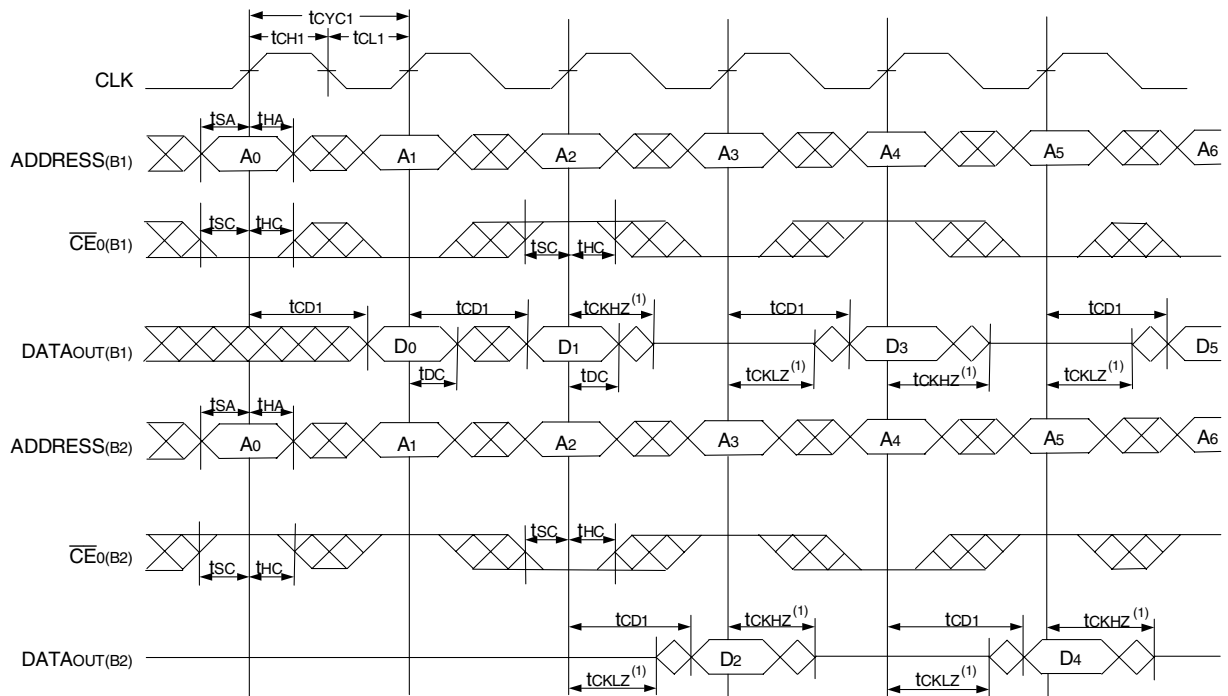 tCYC1
tCH1 tCL1
CLK
tSA tHA
ADDRESS(B1) A0 A1 A2 A3 A4 A5 A6
tSC tHC
CE0(B1) tSC tHC
tCD1 tCD1 tCKHZ(1) tCD1 tCD1
DATAOUT(B1) D0 D1 D3 D5
tDC tDC tCKLZ(1) tCKHZ(1) tCKLZ(1)
tSA tHA
ADDRESS(B2) A0 A1 A2 A3 A4 A5 A6
tSC tHC
CE0(B2)
tSC tHC
tCD1 tCKHZ(1) tCD1 tCKHZ(1)
DATAOUT(B2) D2 D4
tCKLZ(1) tCKLZ(1)